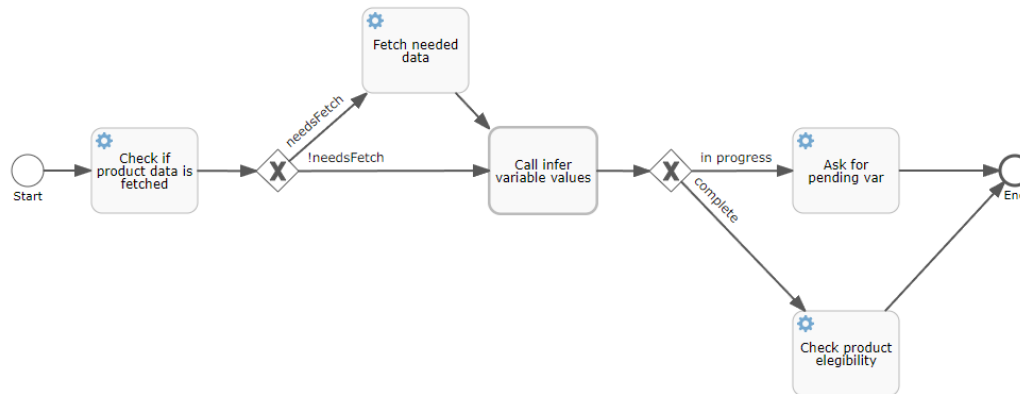 Fetch needed
data
needsFetch
!needsFetch
Start
Check if
product data is
fetched
Call infer
variable values
in progress
complete
Ask for
pending var
End
Check product
elegibility